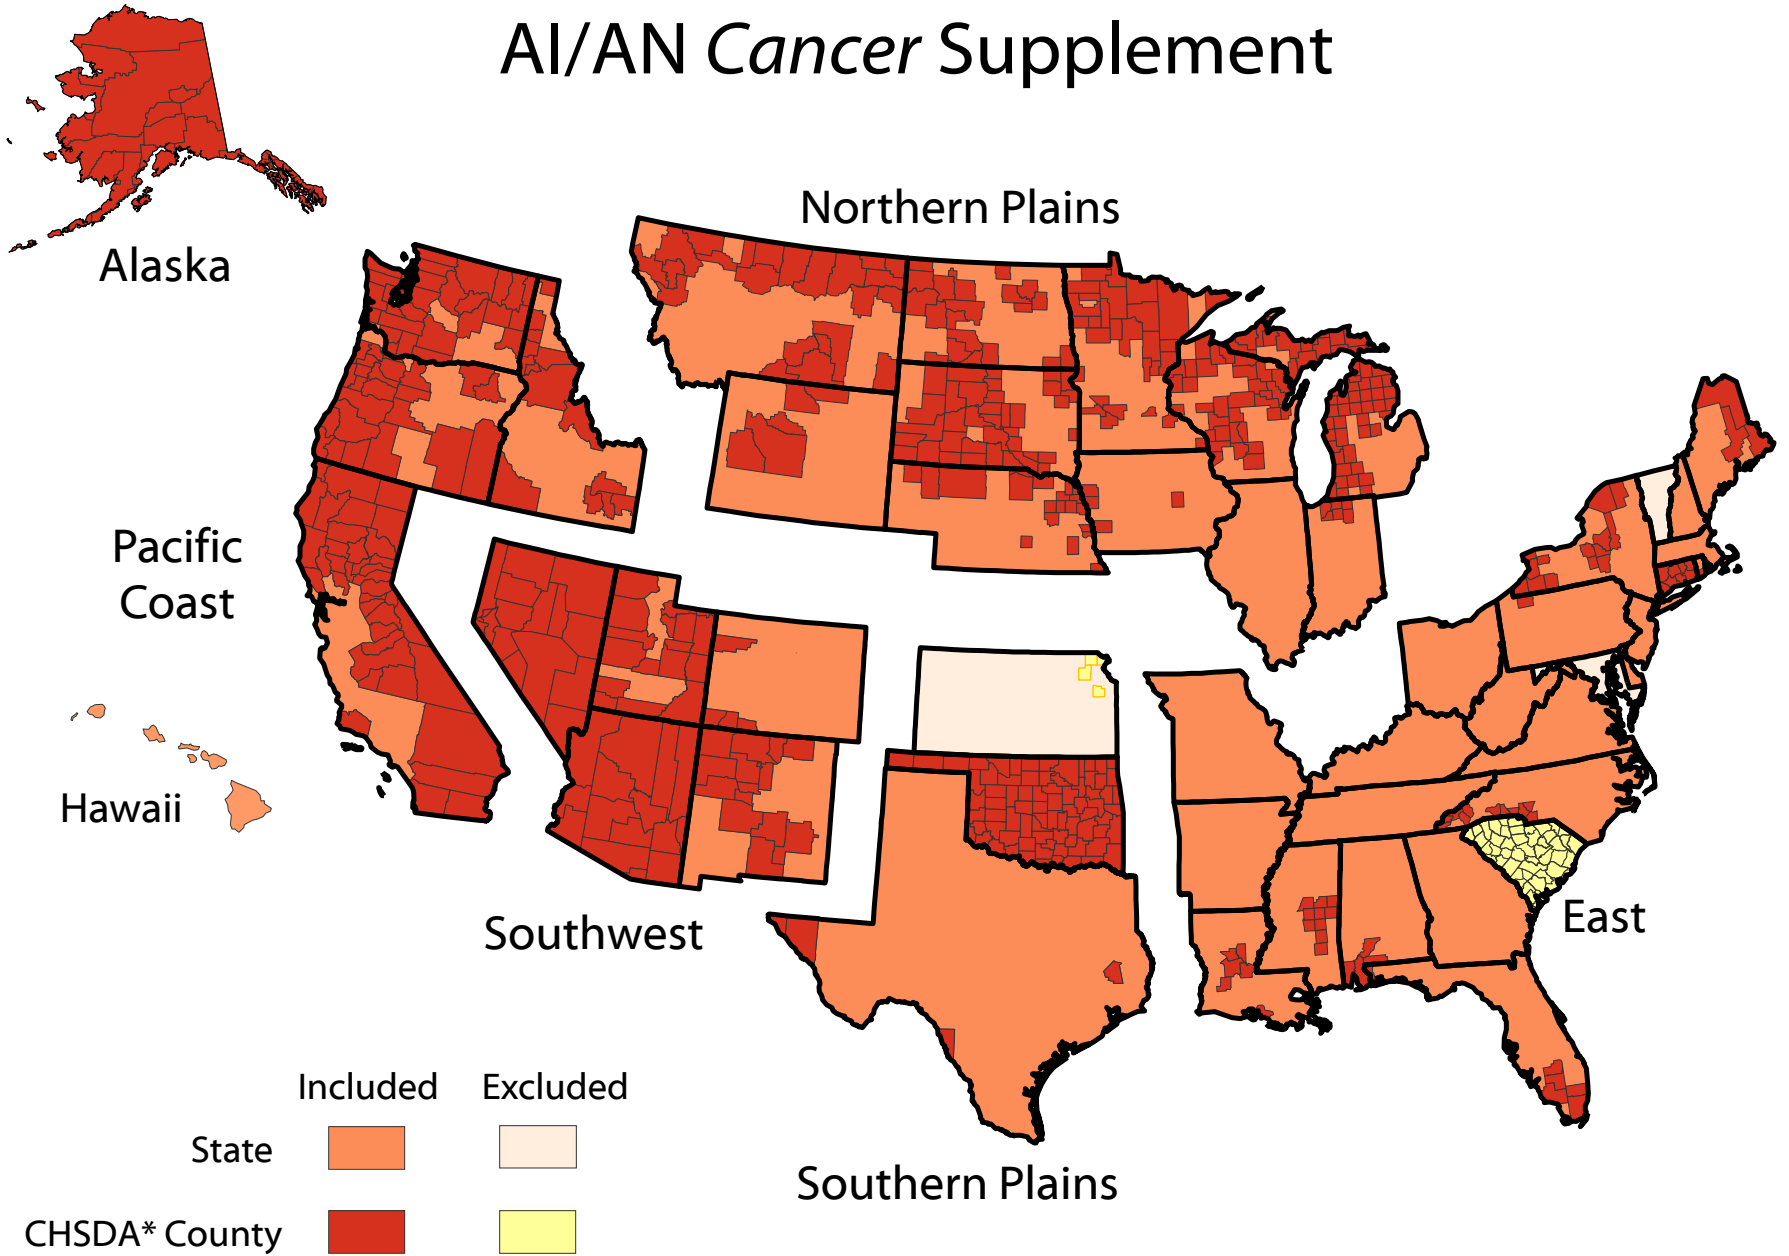 AI/AN Cancer Supplement
Northern Plains
Alaska
Pacific
Coast
Hawaii
Southwest
East
Southern Plains
Included Excluded
State
CHSDA* County